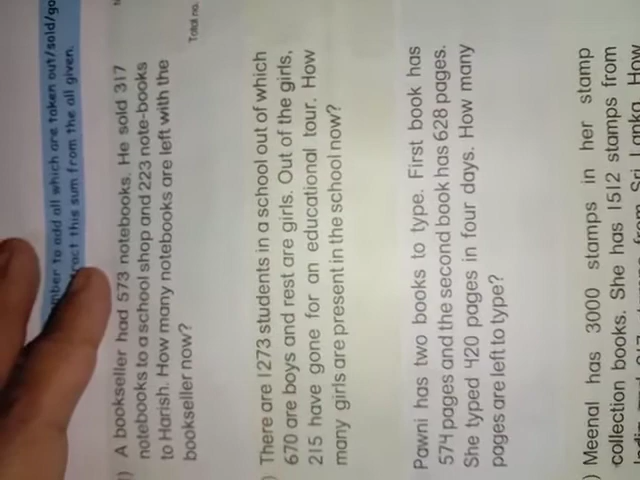 mber to add all which are taken out/sold/go
ract this sum from the all given.
Total no.
) A bookseller had 573 notebooks. He sold 317
notebooks to a school shop and 223 note-books
to Harish. How many notebooks are left with the
bookseller now?
) There are 1273 students in a school out of which
670 are boys and rest are girls. Out of the girls,
215 have gone for an educational tour. How
many girls are present in the school now?
Pawni has two books to type. First book has
574 pages and the second book has 628 pages.
She typed 420 pages in four days. How many
pages are left to type?
) Meenal has 3000 stamps in her stamp
collection books. She has 1512 stamps from
from Sri Lanka. How